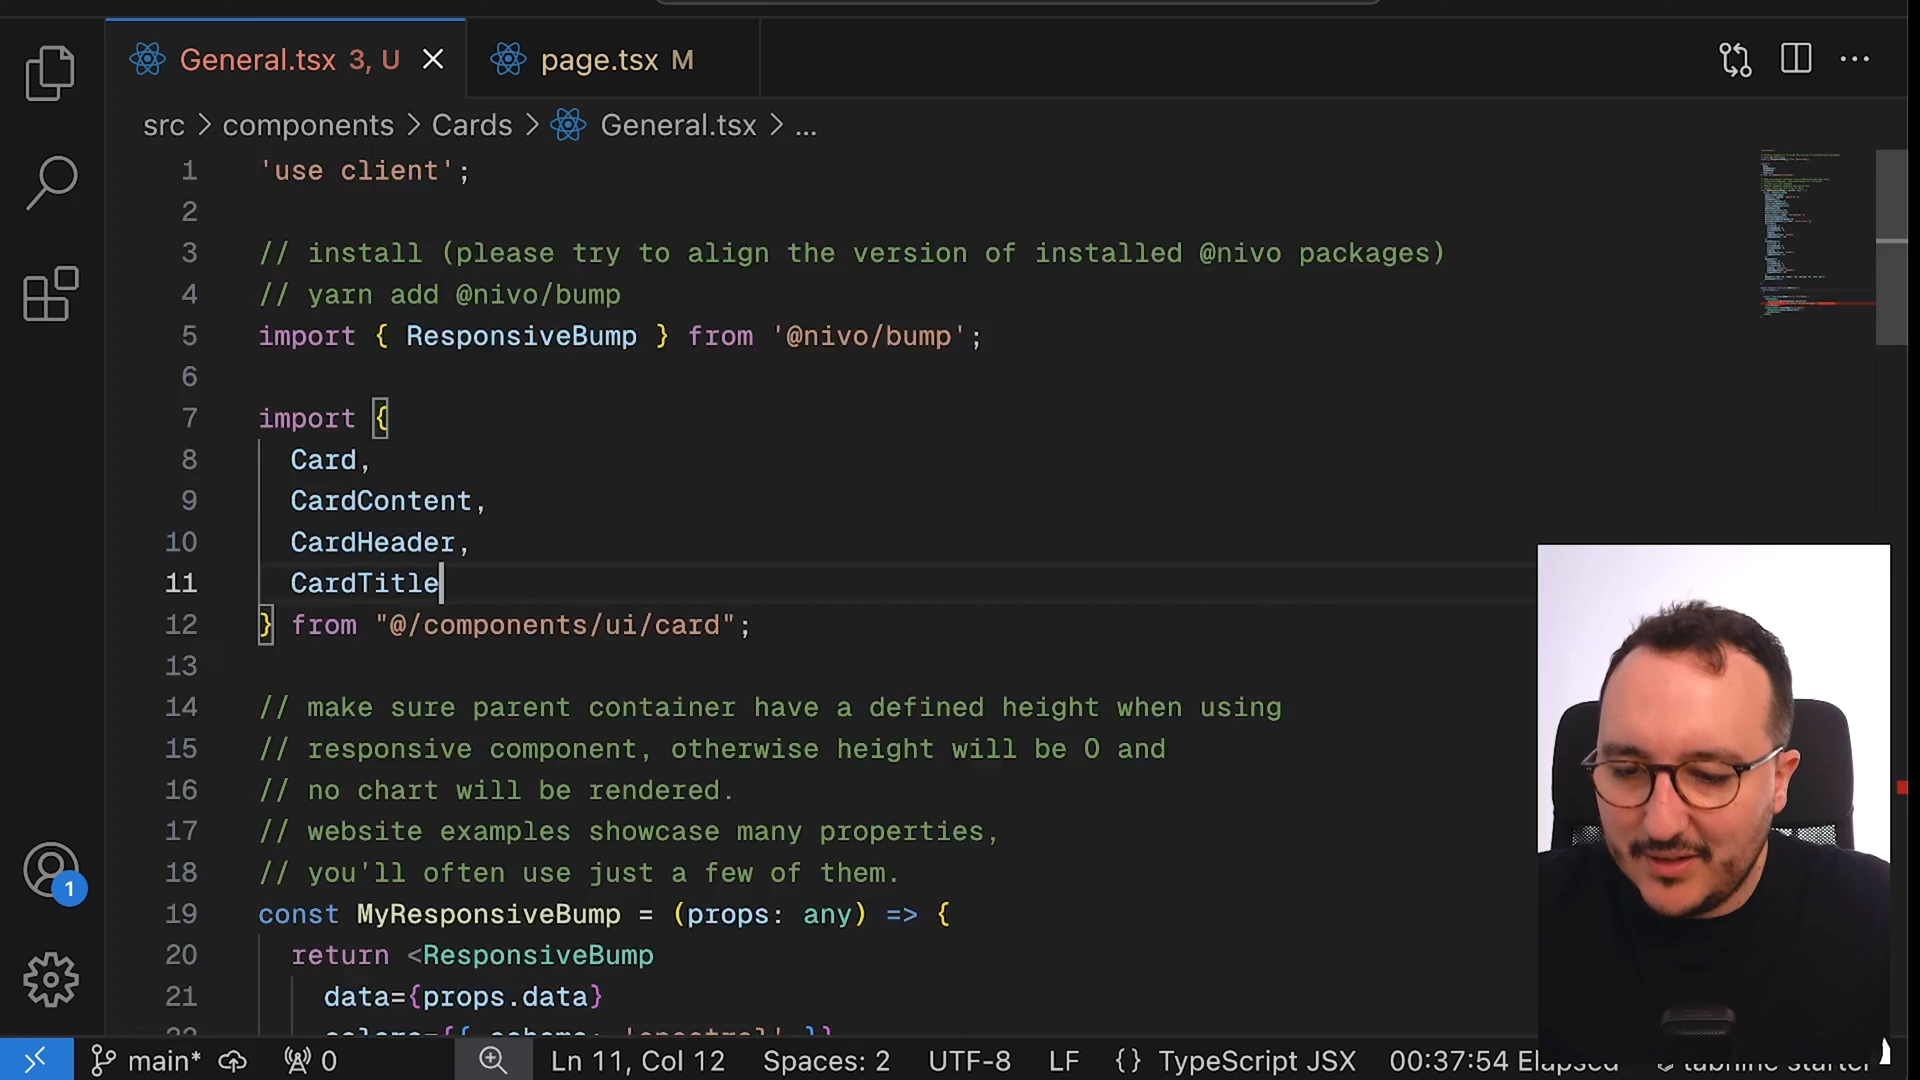 General.tsx 3, U
page.tsx M
src > components > Cards > General.tsx > ...
1 'use client';
2
3 // install (please try to align the version of installed @nivo packages)
4 // yarn add @nivo/bump
5 import { ResponsiveBump } from '@nivo/bump';
6
7 import {
8 Card,
9 CardContent,
10 CardHeader,
11 CardTitle
12 } from "@/components/ui/card";
13
14 // make sure parent container have a defined height when using
15 // responsive component, otherwise height will be 0 and
16 // no chart will be rendered.
17 // website examples showcase many properties,
18 // you'll often use just a few of them.
19 const MyResponsiveBump = (props: any) => {
20 return <ResponsiveBump
21 data={props.data}
1
main* 0 Ln 11, Col 12 Spaces: 2 UTF-8 LF {} TypeScript JSX 00:37:54 Elapsed tabnine starter